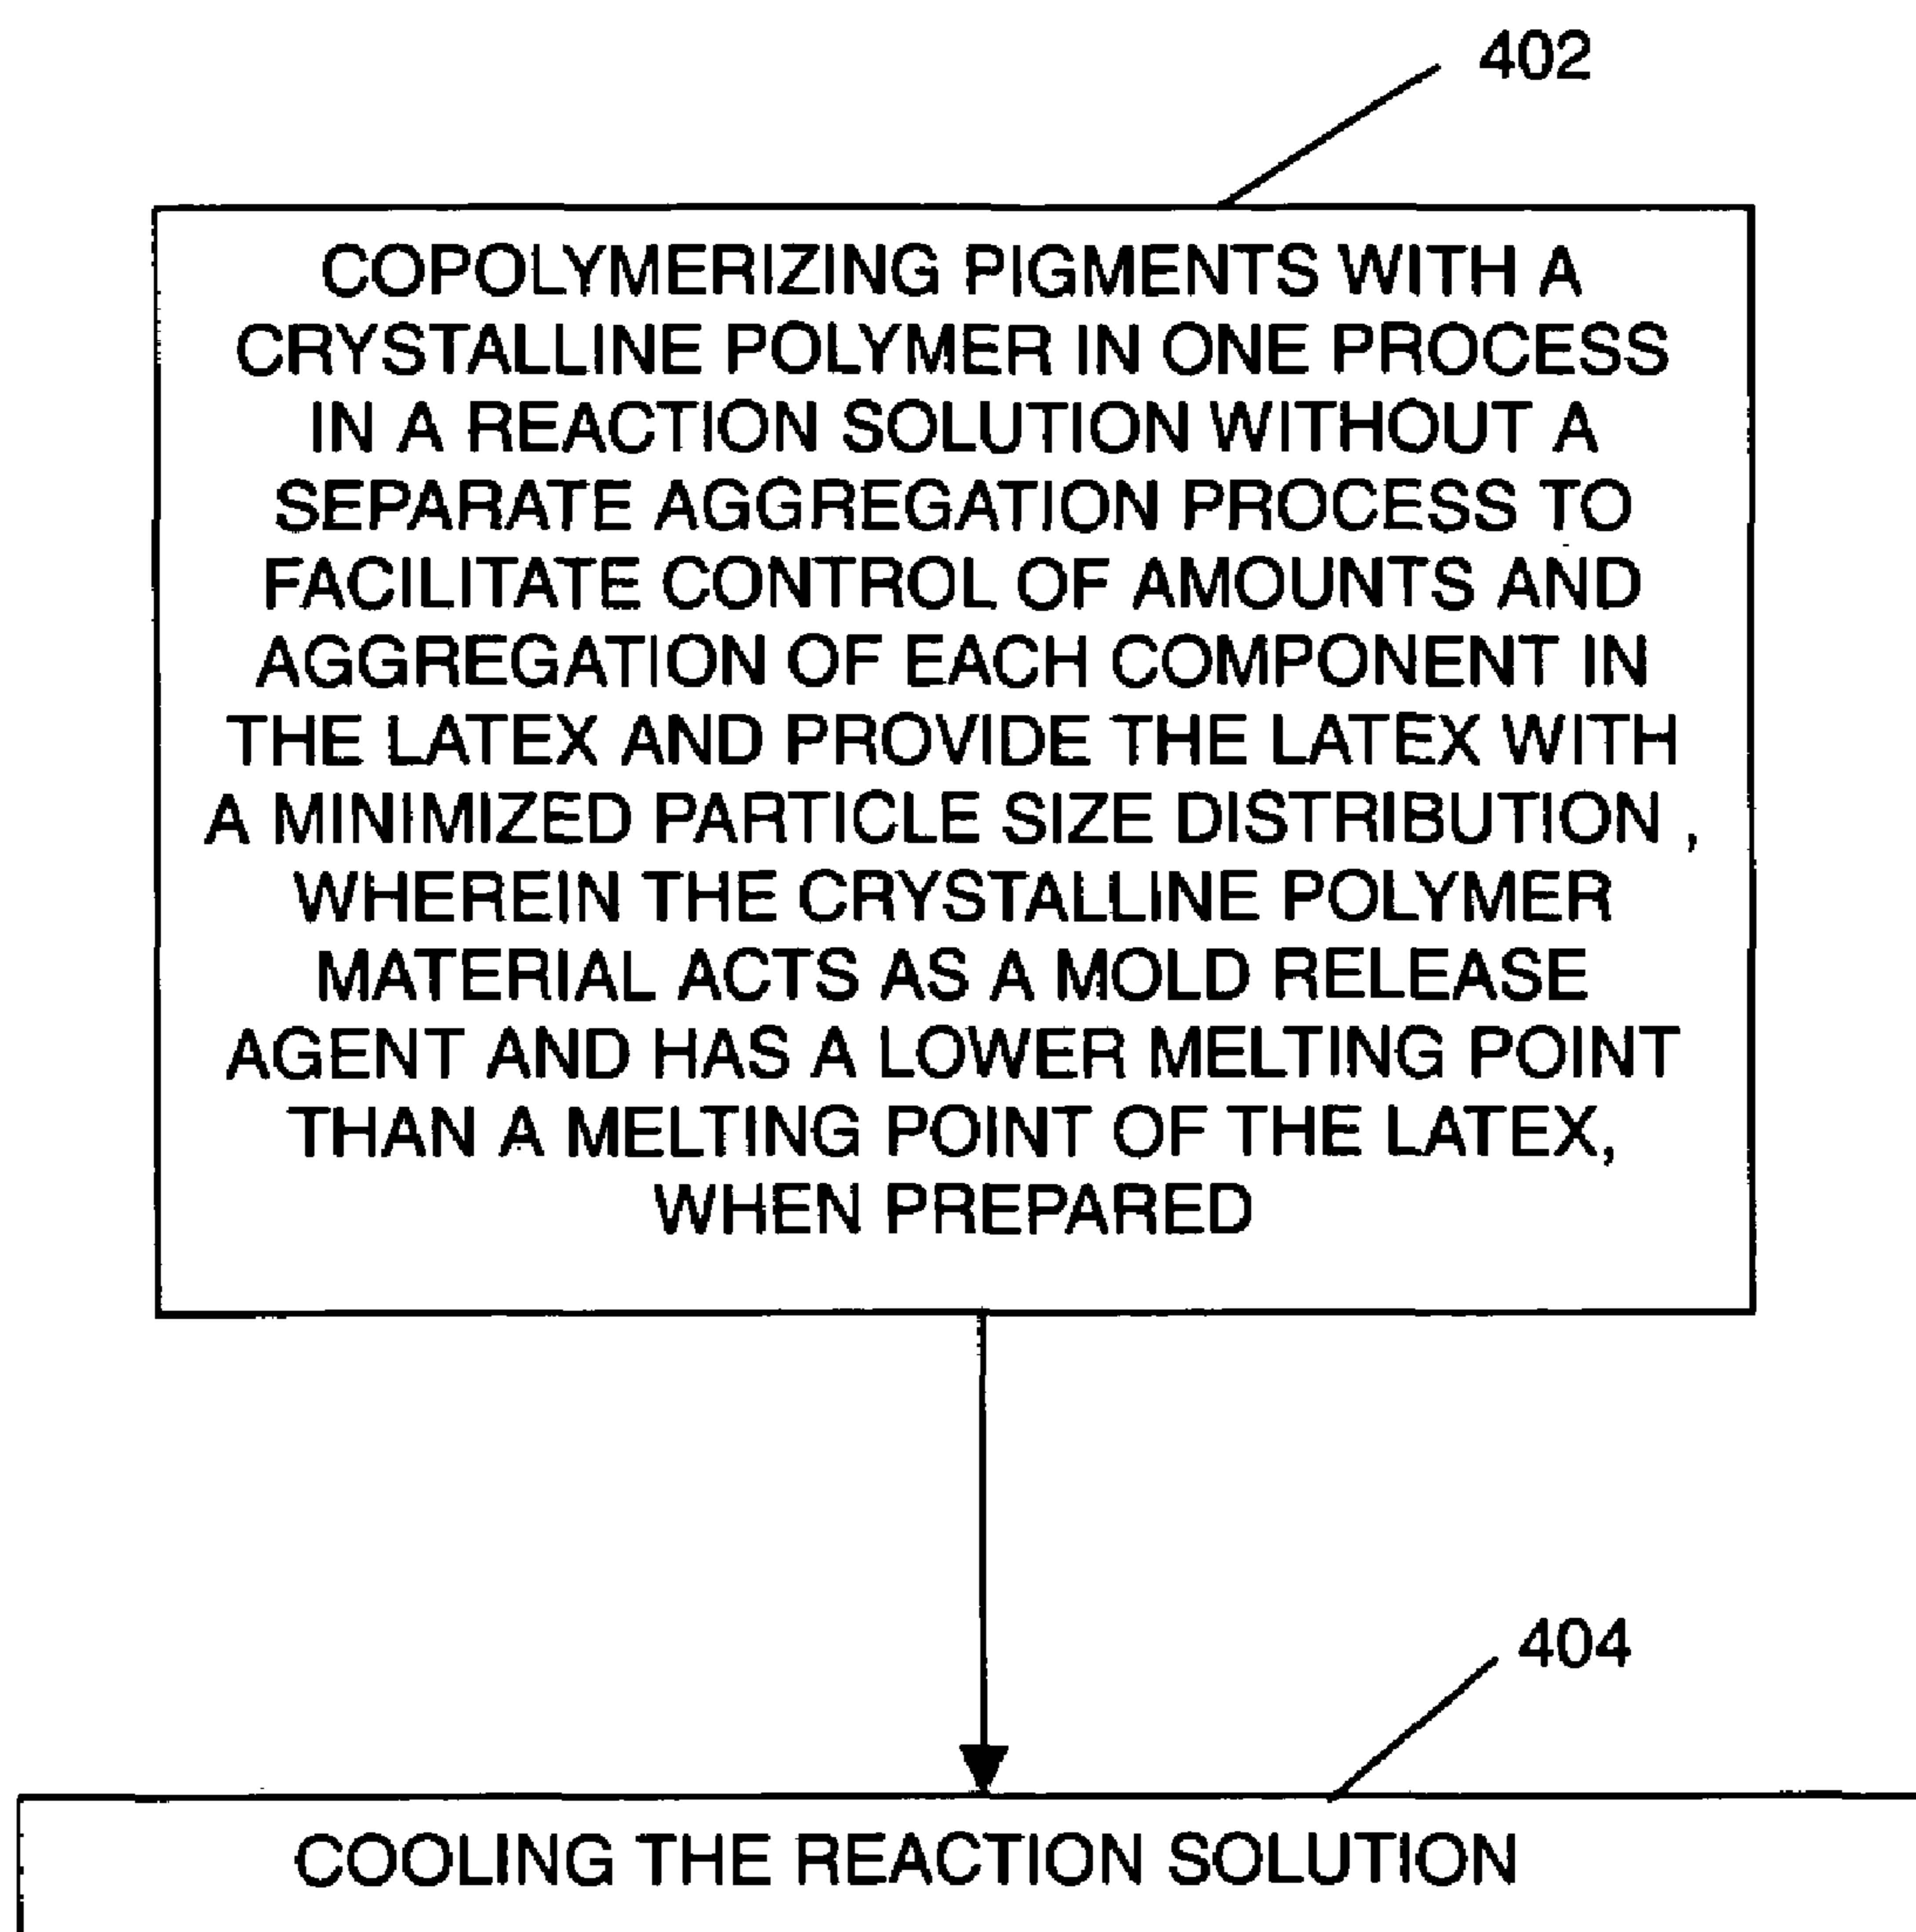 402
COPOLYMERIZING PIGMENTS WITH A
CRYSTALLINE POLYMER IN ONE PROCESS
IN A REACTION SOLUTION WITHOUT A
SEPARATE AGGREGATION PROCESS TO
FACILITATE CONTROL OF AMOUNTS AND
AGGREGATION OF EACH COMPONENT IN
THE LATEX AND PROVIDE THE LATEX WITH
A MINIMIZED PARTICLE SIZE DISTRIBUTION ,
WHEREIN THE CRYSTALLINE POLYMER
MATERIAL ACTS AS A MOLD RELEASE
AGENT AND HAS A LOWER MELTING POINT
THAN A MELTING POINT OF THE LATEX,
WHEN PREPARED
404
COOLING THE REACTION SOLUTION